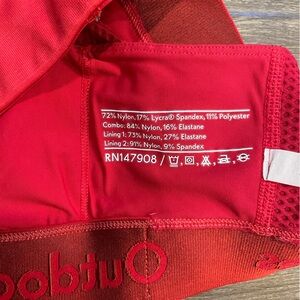 72% Nylon, 17% Lycra® Spandex, 11% Polyester
Combo: 84% Nylon, 16% Elastane
Lining 1: 73% Nylon, 27% Elastane
Lining 2: 91% Nylon, 9% Spandex
RN147908 /
Outdoo